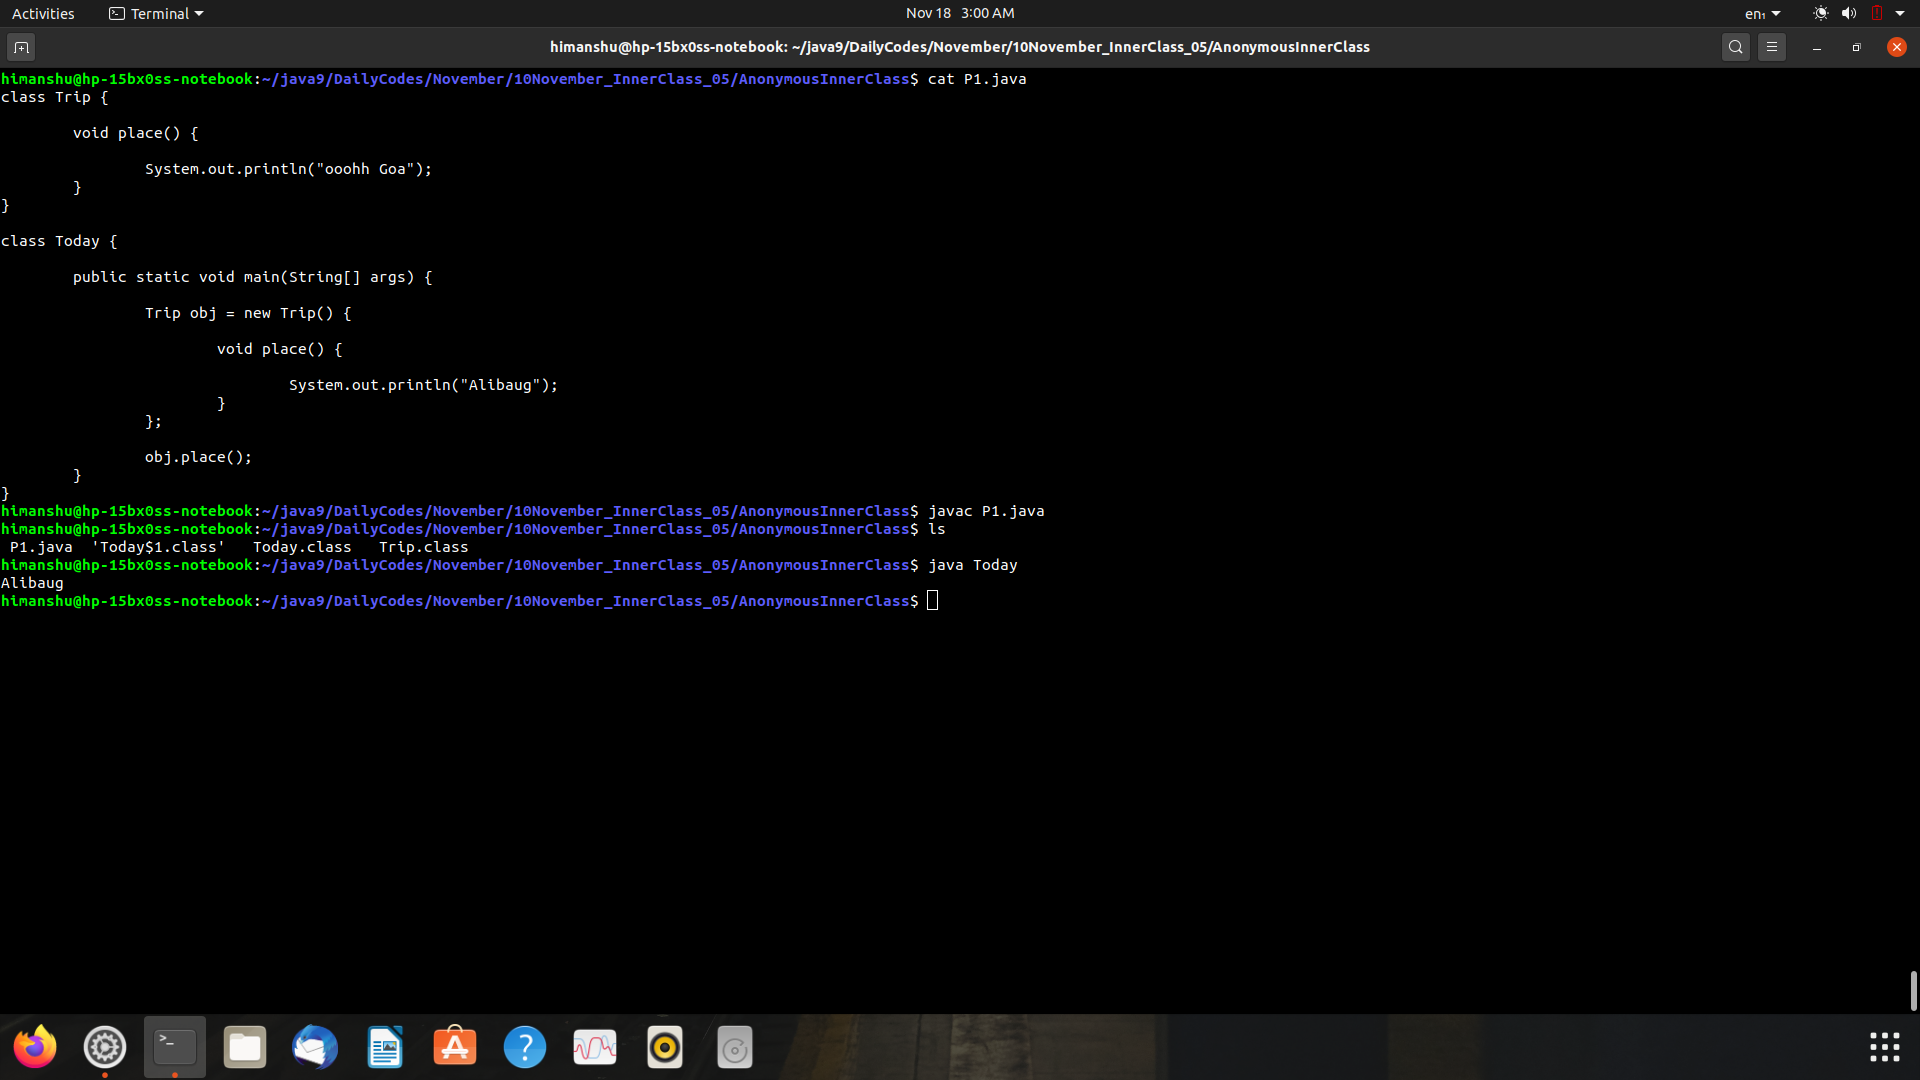 Activities Terminal Nov 18 3:00 AM en₁
himanshu@hp-15bx0ss-notebook: ~/java9/DailyCodes/November/10November_InnerClass_05/AnonymousInnerClass
himanshu@hp-15bx0ss-notebook:~/java9/DailyCodes/November/10November_InnerClass_05/AnonymousInnerClass$ cat P1.java
class Trip {
        void place() {
                System.out.println("ooohh Goa");
        }
}
class Today {
        public static void main(String[] args) {
                Trip obj = new Trip() {
                        void place() {
                                System.out.println("Alibaug");
                        }
                };
                obj.place();
        }
}
himanshu@hp-15bx0ss-notebook:~/java9/DailyCodes/November/10November_InnerClass_05/AnonymousInnerClass$ javac P1.java
himanshu@hp-15bx0ss-notebook:~/java9/DailyCodes/November/10November_InnerClass_05/AnonymousInnerClass$ ls
 P1.java  'Today$1.class'   Today.class   Trip.class
himanshu@hp-15bx0ss-notebook:~/java9/DailyCodes/November/10November_InnerClass_05/AnonymousInnerClass$ java Today
Alibaug
himanshu@hp-15bx0ss-notebook:~/java9/DailyCodes/November/10November_InnerClass_05/AnonymousInnerClass$